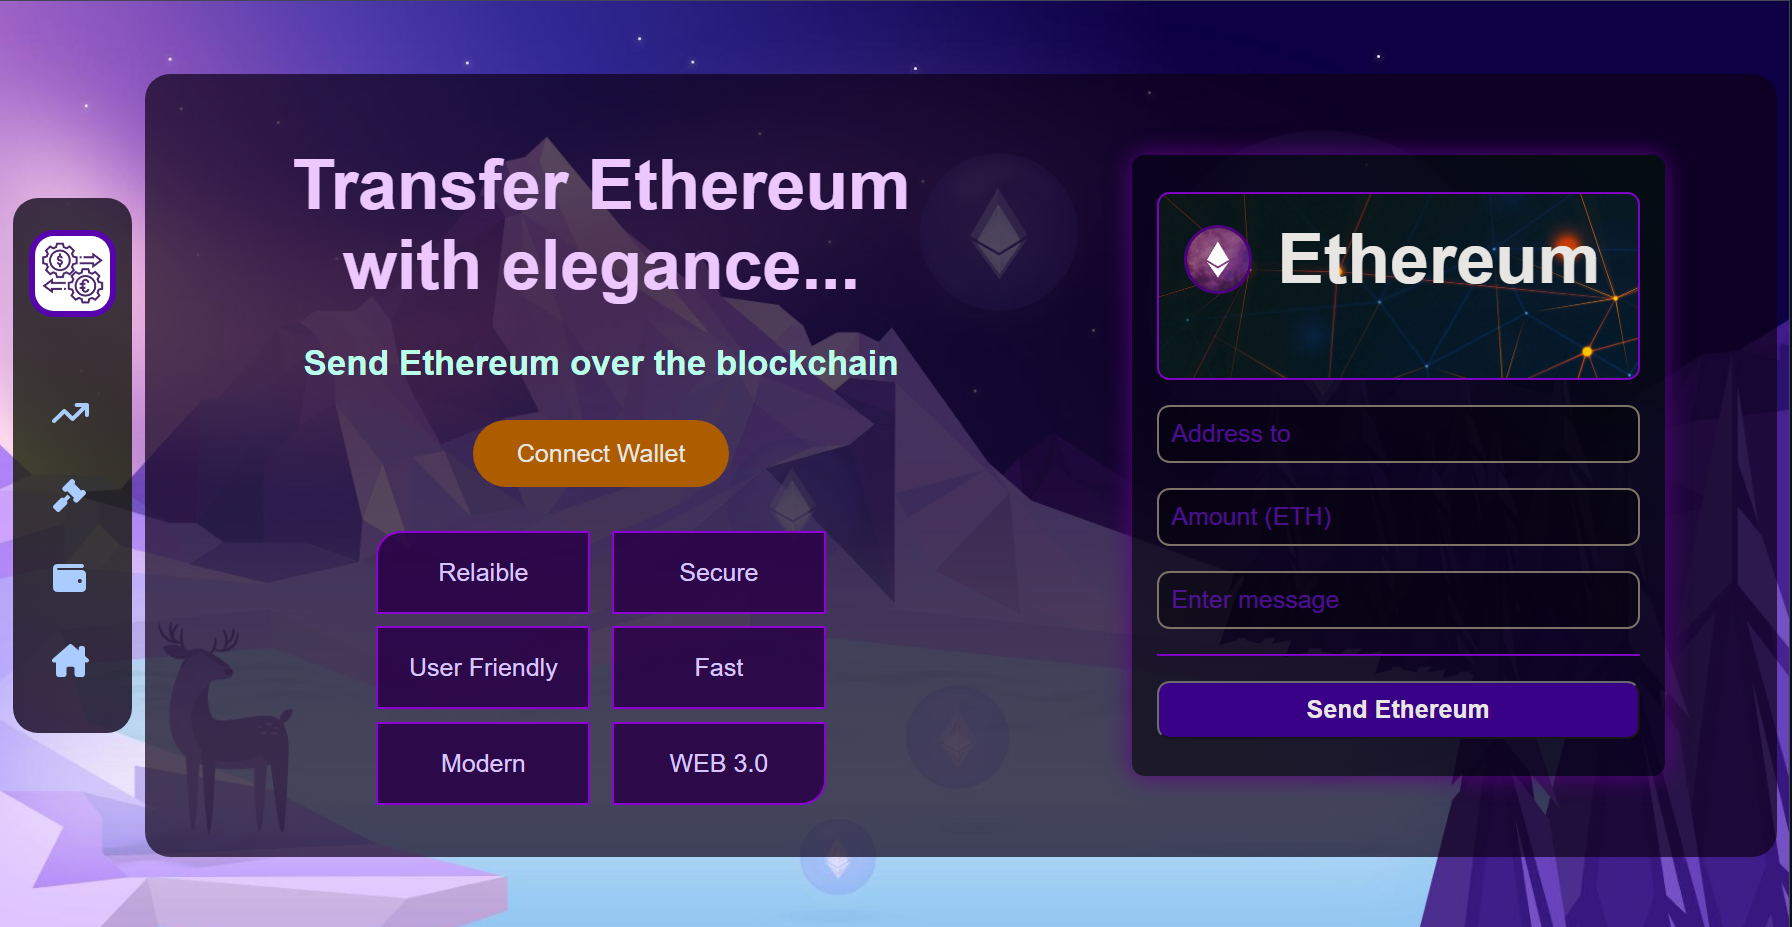 Transfer Ethereum
with elegance...
Send Ethereum over the blockchain
Connect Wallet
Relaible
Secure
User Friendly
Fast
Modern
WEB 3.0
Ethereum
Address to
Amount (ETH)
Enter message
Send Ethereum